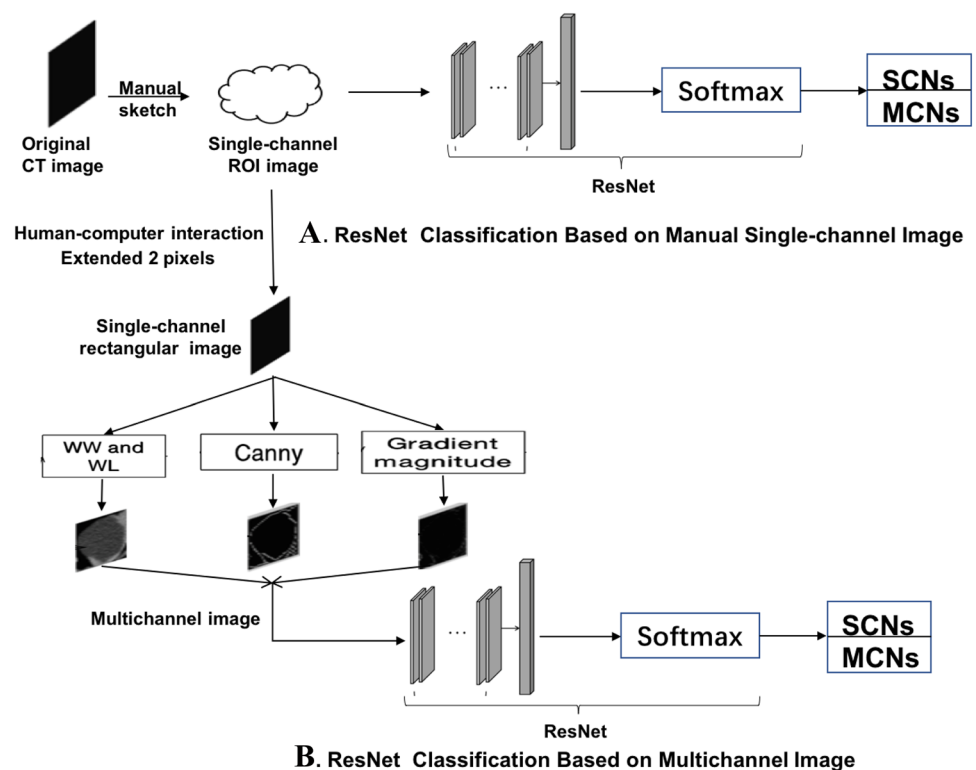 Original
CT image
Manual
sketch
Single-channel
ROI image
...
Softmax
SCNs
MCNs
ResNet
A. ResNet Classification Based on Manual Single-channel Image
Human-computer interaction
Extended 2 pixels
Single-channel
rectangular image
WW and
WL
Canny
Gradient
magnitude
Multichannel image
...
Softmax
SCNs
MCNs
ResNet
B. ResNet Classification Based on Multichannel Image